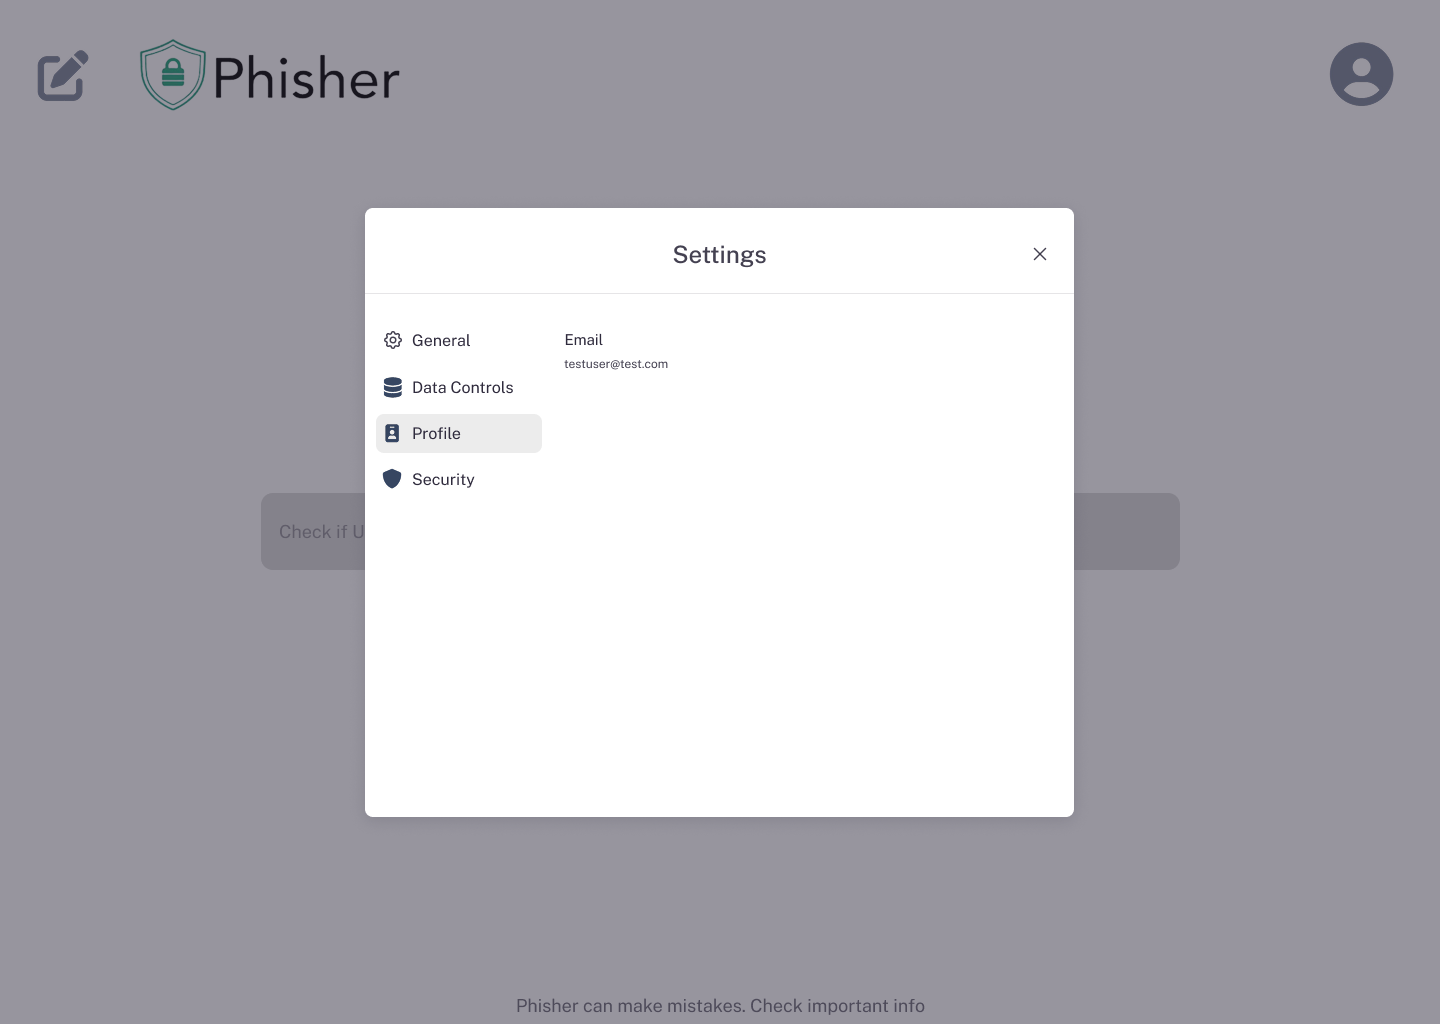 Phisher
Settings
General
Email
testuser@test.com
Data Controls
Profile
Security
Check if U
Phisher can make mistakes. Check important info